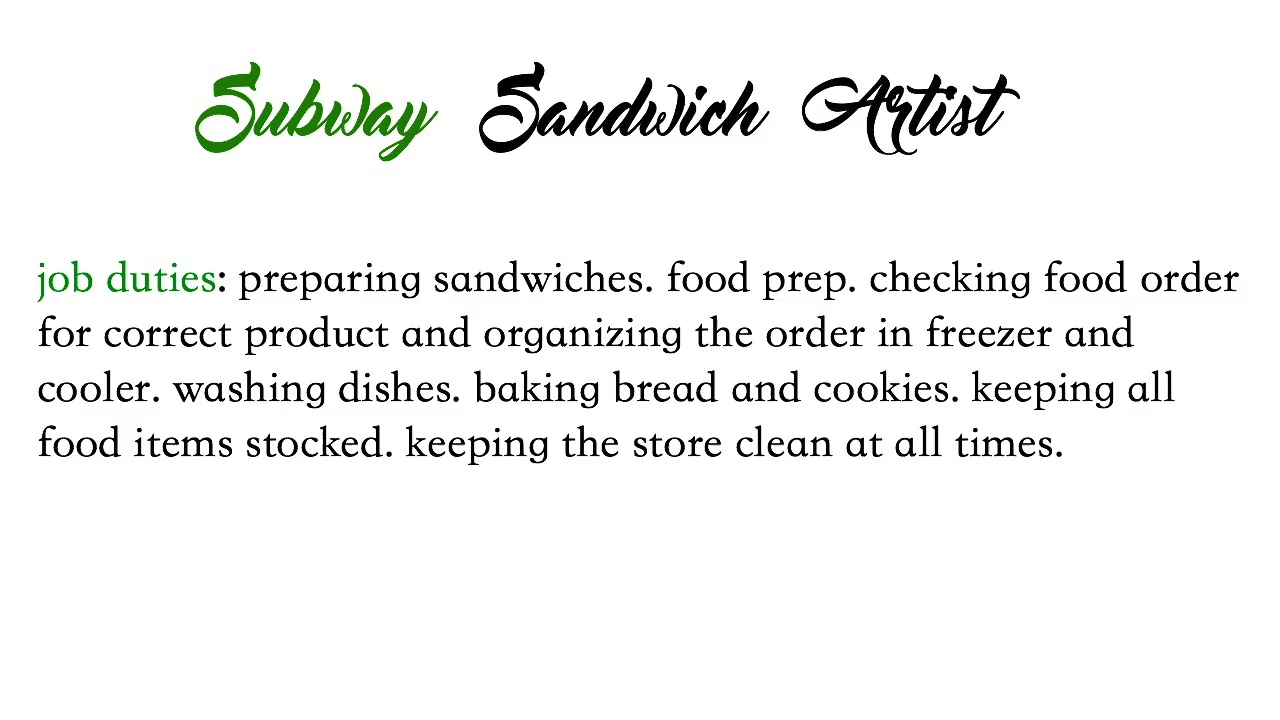 Subway Sandwich Artist
job duties: preparing sandwiches. food prep. checking food order
for correct product and organizing the order in freezer and
cooler. washing dishes. baking bread and cookies. keeping all
food items stocked. keeping the store clean at all times.